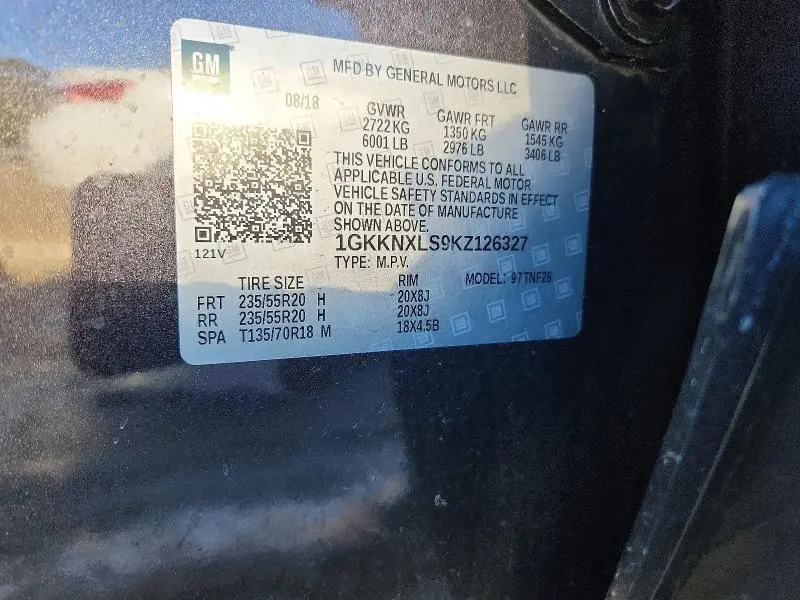 GM
MFD BY GENERAL MOTORS LLC
08/18
GVWR
2722 KG
6001 LB
GAWR FRT
1350 KG
2976 LB
GAWR RR
1545 KG
3406 LB
THIS VEHICLE CONFORMS TO ALL
APPLICABLE U.S. FEDERAL MOTOR
VEHICLE SAFETY STANDARDS IN EFFECT
ON THE DATE OF MANUFACTURE
SHOWN ABOVE.
1GKKNXLS9KZ126327
TYPE: M.P.V.
MODEL: 97TNF26
121V
TIRE SIZE RIM
FRT 235/55R20 H 20X8J
RR 235/55R20 H 20X8J
SPA T135/70R18 M 18X4.5B